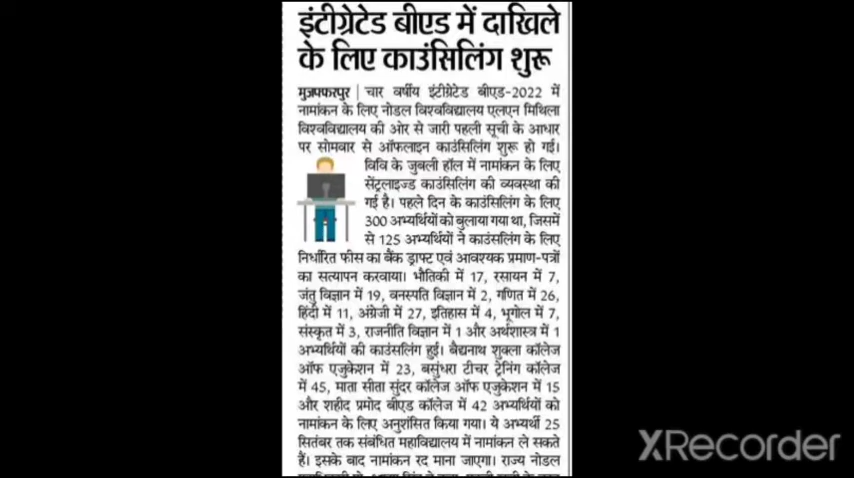 इंटीग्रेटेड बीएड में दाखिले
के लिए काउंसिलिंग शुरू
मुजफ्फरपुर | चार वर्षीय इंटीग्रेटेड बीएड-2022 में
नामांकन के लिए नोडल विश्वविद्यालय एलएन मिथिला
विश्वविद्यालय की ओर से जारी पहली सूची के आधार
पर सोमवार से ऑफलाइन काउंसिलिंग शुरू हो गई।
विवि के जुबली हॉल में नामांकन के लिए
सेंट्रलाइज्ड काउंसिलिंग की व्यवस्था की
गई है। पहले दिन के काउंसिलिंग के लिए
300 अभ्यर्थियों को बुलाया गया था, जिसमें
से 125 अभ्यर्थियों ने काउंसलिंग के लिए
निर्धारित फीस का बैंक ड्राफ्ट एवं आवश्यक प्रमाण-पत्रों
का सत्यापन करवाया। भौतिकी में 17, रसायन में 7,
जंतु विज्ञान में 19, वनस्पति विज्ञान में 2, गणित में 26,
हिंदी में 11, अंग्रेजी में 27, इतिहास में 4, भूगोल में 7,
संस्कृत में 3, राजनीति विज्ञान में 1 और अर्थशास्त्र में 1
अभ्यर्थियों की काउंसलिंग हुई। बैद्यनाथ शुक्ला कॉलेज
ऑफ एजुकेशन में 23, बसुंधरा टीचर ट्रेनिंग कॉलेज
में 45, माता सीता सुंदर कॉलेज ऑफ एजुकेशन में 15
और शहीद प्रमोद बीएड कॉलेज में 42 अभ्यर्थियों को
नामांकन के लिए अनुशंसित किया गया। ये अभ्यर्थी 25
सितंबर तक संबंधित महाविद्यालय में नामांकन ले सकते
हैं। इसके बाद नामांकन रद माना जाएगा। राज्य नोडल
XRecorder